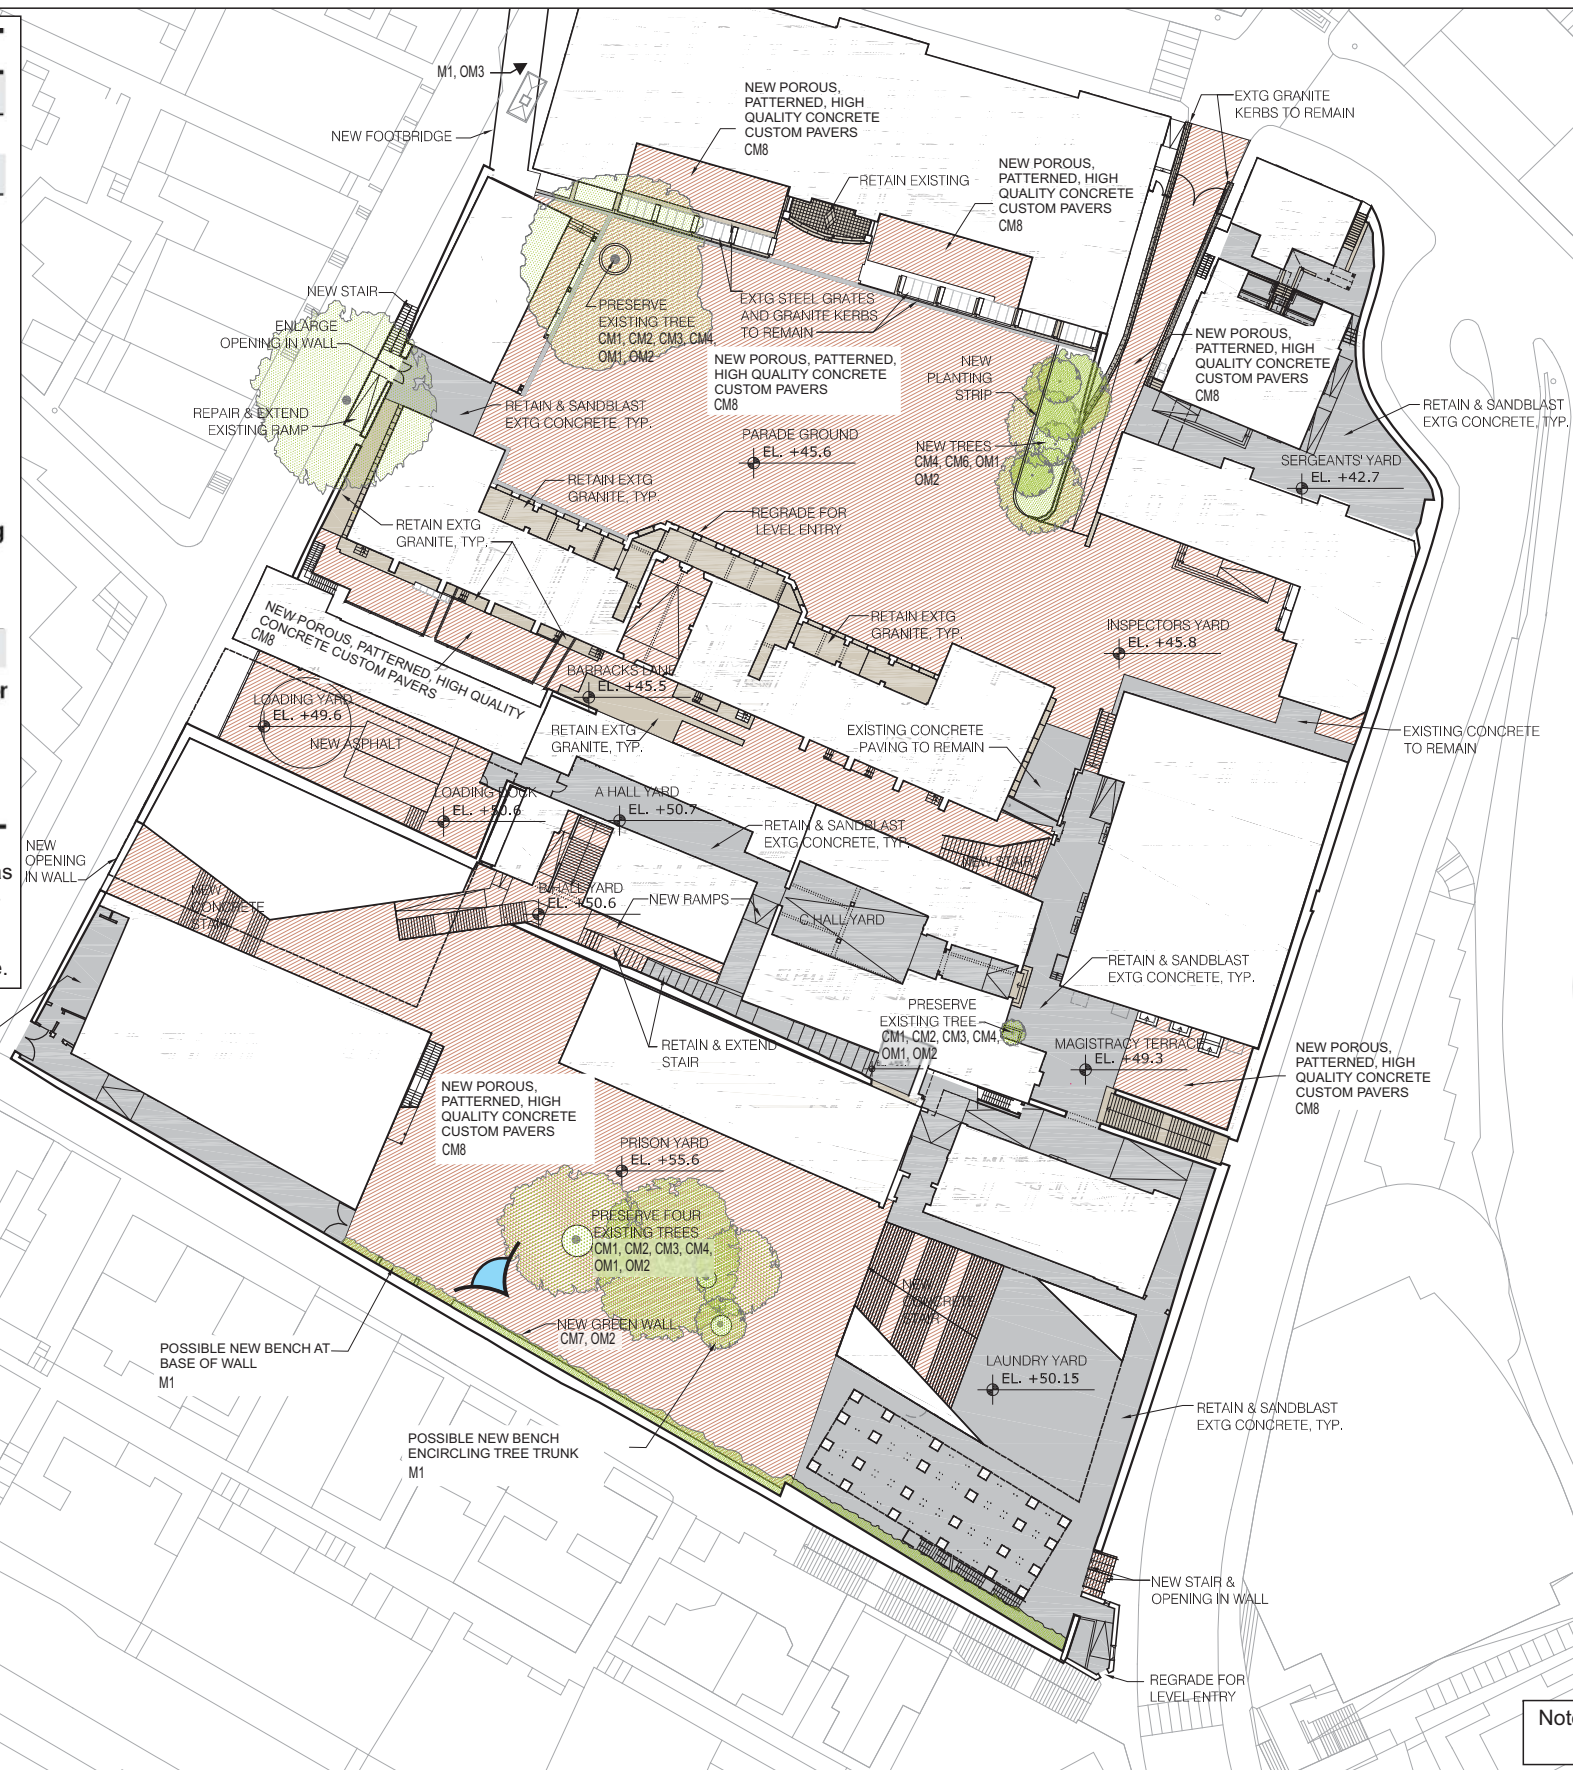 M1, OM3
NEW FOOTBRIDGE
NEW POROUS,
PATTERNED, HIGH
QUALITY CONCRETE
CUSTOM PAVERS
CM8
EXTG GRANITE
KERBS TO REMAIN
RETAIN EXISTING
NEW POROUS,
PATTERNED, HIGH
QUALITY CONCRETE
CUSTOM PAVERS
CM8
NEW STAIR
ENLARGE
OPENING IN WALL
PRESERVE
EXISTING TREE
CM1, CM2, CM3, CM4,
OM1, OM2
EXTG STEEL GRATES
AND GRANITE KERBS
TO REMAIN
NEW POROUS, PATTERNED,
HIGH QUALITY CONCRETE
CUSTOM PAVERS
CM8
NEW
PLANTING
STRIP
NEW POROUS,
PATTERNED, HIGH
QUALITY CONCRETE
CUSTOM PAVERS
CM8
REPAIR & EXTEND
EXISTING RAMP
RETAIN & SANDBLAST
EXTG CONCRETE, TYP.
RETAIN & SANDBLAST
EXTG CONCRETE, TYP.
PARADE GROUND
EL. +45.6
NEW TREES
CM4, CM6, OM1
OM2
SERGEANTS' YARD
EL. +42.7
RETAIN EXTG
GRANITE, TYP.
REGRADE FOR
LEVEL ENTRY
RETAIN EXTG
GRANITE, TYP.
g
NEW POROUS, PATTERNED, HIGH QUALITY
CONCRETE CUSTOM PAVERS
CM8
RETAIN EXTG
GRANITE, TYP.
INSPECTORS YARD
EL. +45.8
BARRACKS LANE
EL. +45.5
or
LOADING YARD
EL. +49.6
NEW ASPHALT
RETAIN EXTG
GRANITE, TYP.
EXISTING CONCRETE
PAVING TO REMAIN
EXISTING CONCRETE
TO REMAIN
LOADING DOCK
EL. +50.6
A HALL YARD
EL. +50.7
RETAIN & SANDBLAST
EXTG CONCRETE, TYP.
NEW
OPENING
IN WALL
as
NEW STAIR
NEW
CONCRETE
STAIR
B HALL YARD
EL. +50.6
NEW RAMPS
C HALL YARD
e.
RETAIN & SANDBLAST
EXTG CONCRETE, TYP.
PRESERVE
EXISTING TREE
CM1, CM2, CM3, CM4,
OM1, OM2
RETAIN & EXTEND
STAIR
MAGISTRACY TERRACE
EL. +49.3
NEW POROUS,
PATTERNED, HIGH
QUALITY CONCRETE
CUSTOM PAVERS
CM8
NEW POROUS,
PATTERNED, HIGH
QUALITY CONCRETE
CUSTOM PAVERS
CM8
PRISON YARD
EL. +55.6
PRESERVE FOUR
EXISTING TREES
CM1, CM2, CM3, CM4,
OM1, OM2
NEW
CONCRETE
STAIR
NEW GREEN WALL
CM7, OM2
POSSIBLE NEW BENCH AT
BASE OF WALL
M1
LAUNDRY YARD
EL. +50.15
RETAIN & SANDBLAST
EXTG CONCRETE, TYP.
POSSIBLE NEW BENCH
ENCIRCLING TREE TRUNK
M1
NEW STAIR &
OPENING IN WALL
REGRADE FOR
LEVEL ENTRY
Note